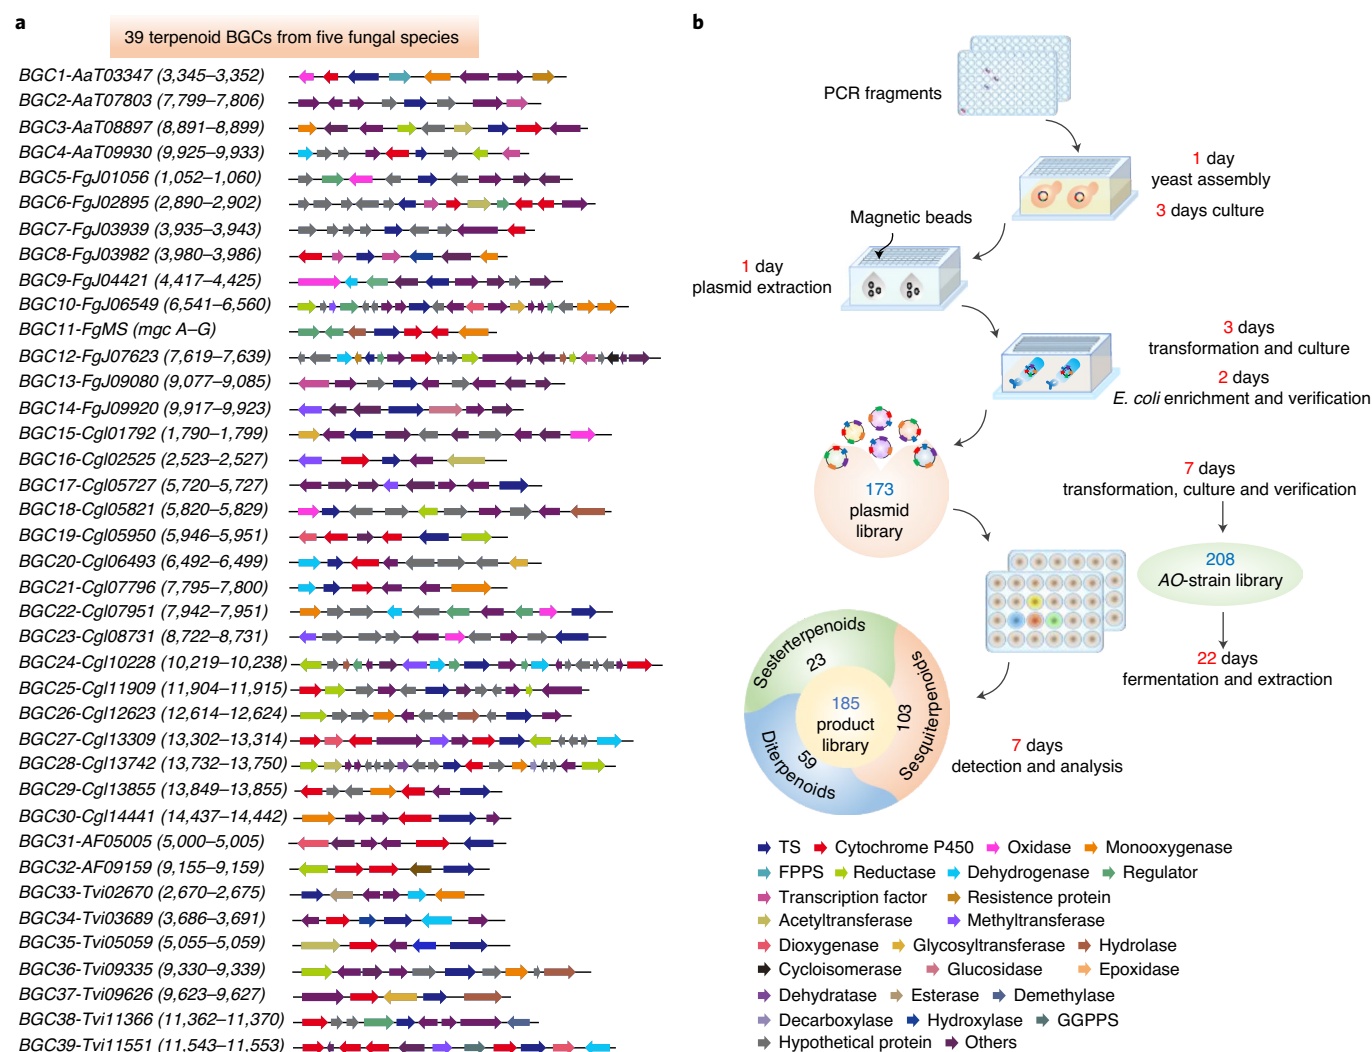 a
39 terpenoid BGCs from five fungal species
BGC1-AaT03347 (3,345–3,352)
BGC2-AaT07803 (7,799–7,806)
BGC3-AaT08897 (8,891–8,899)
BGC4-AaT09930 (9,925–9,933)
BGC5-FgJ01056 (1,052–1,060)
BGC6-FgJ02895 (2,890–2,902)
BGC7-FgJ03939 (3,935–3,943)
BGC8-FgJ03982 (3,980–3,986)
BGC9-FgJ04421 (4,417–4,425)
BGC10-FgJ06549 (6,541–6,560)
BGC11-FgMS (mgc A–G)
BGC12-FgJ07623 (7,619–7,639)
BGC13-FgJ09080 (9,077–9,085)
BGC14-FgJ09920 (9,917–9,923)
BGC15-Cgl01792 (1,790–1,799)
BGC16-Cgl02525 (2,523–2,527)
BGC17-Cgl05727 (5,720–5,727)
BGC18-Cgl05821 (5,820–5,829)
BGC19-Cgl05950 (5,946–5,951)
BGC20-Cgl06493 (6,492–6,499)
BGC21-Cgl07796 (7,795–7,800)
BGC22-Cgl07951 (7,942–7,951)
BGC23-Cgl08731 (8,722–8,731)
BGC24-Cgl10228 (10,219–10,238)
BGC25-Cgl11909 (11,904–11,915)
BGC26-Cgl12623 (12,614–12,624)
BGC27-Cgl13309 (13,302–13,314)
BGC28-Cgl13742 (13,732–13,750)
BGC29-Cgl13855 (13,849–13,855)
BGC30-Cgl14441 (14,437–14,442)
BGC31-AF05005 (5,000–5,005)
BGC32-AF09159 (9,155–9,159)
BGC33-Tvi02670 (2,670–2,675)
BGC34-Tvi03689 (3,686–3,691)
BGC35-Tvi05059 (5,055–5,059)
BGC36-Tvi09335 (9,330–9,339)
BGC37-Tvi09626 (9,623–9,627)
BGC38-Tvi11366 (11,362–11,370)
BGC39-Tvi11551 (11,543–11,553)
b
PCR fragments
1 day
yeast assembly
3 days culture
Magnetic beads
1 day
plasmid extraction
3 days
transformation and culture
2 days
E. coli enrichment and verification
173
plasmid
library
7 days
transformation, culture and verification
208
AO-strain library
22 days
fermentation and extraction
7 days
detection and analysis
185
product
library
Sesterterpenoids
23
Sesquiterpenoids
103
Diterpenoids
59
TS Cytochrome P450 Oxidase Monooxygenase
FPPS Reductase Dehydrogenase Regulator
Transcription factor Resistence protein
Acetyltransferase Methyltransferase
Dioxygenase Glycosyltransferase Hydrolase
Cycloisomerase Glucosidase Epoxidase
Dehydratase Esterase Demethylase
Decarboxylase Hydroxylase GGPPS
Hypothetical protein Others